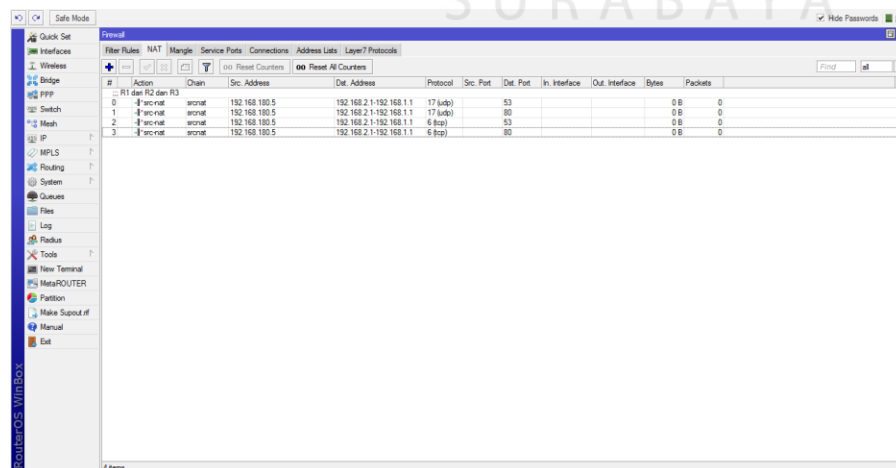 SURABAYA
Safe Mode
Hide Passwords
Quick Set
Interfaces
Wireless
Bridge
PPP
Switch
Mesh
IP
MPLS
Routing
System
Queues
Files
Log
Radius
Tools
New Terminal
MetaROUTER
Partition
Make Supout.rif
Manual
Exit
RouterOS WinBox
Firewall
Filter Rules NAT Mangle Service Ports Connections Address Lists Layer7 Protocols
00 Reset Counters 00 Reset All Counters Find all
# Action Chain Src. Address Dst. Address Protocol Src. Port Dst. Port In. Interface Out. Interface Bytes Packets
::: R1 dari R2 dan R3
0 src-nat srcnat 192.168.180.5 192.168.2.1-192.168.1.1 17 (udp) 53 0 B 0
1 src-nat srcnat 192.168.180.5 192.168.2.1-192.168.1.1 17 (udp) 80 0 B 0
2 src-nat srcnat 192.168.180.5 192.168.2.1-192.168.1.1 6 (tcp) 53 0 B 0
3 src-nat srcnat 192.168.180.5 192.168.2.1-192.168.1.1 6 (tcp) 80 0 B 0
4 items